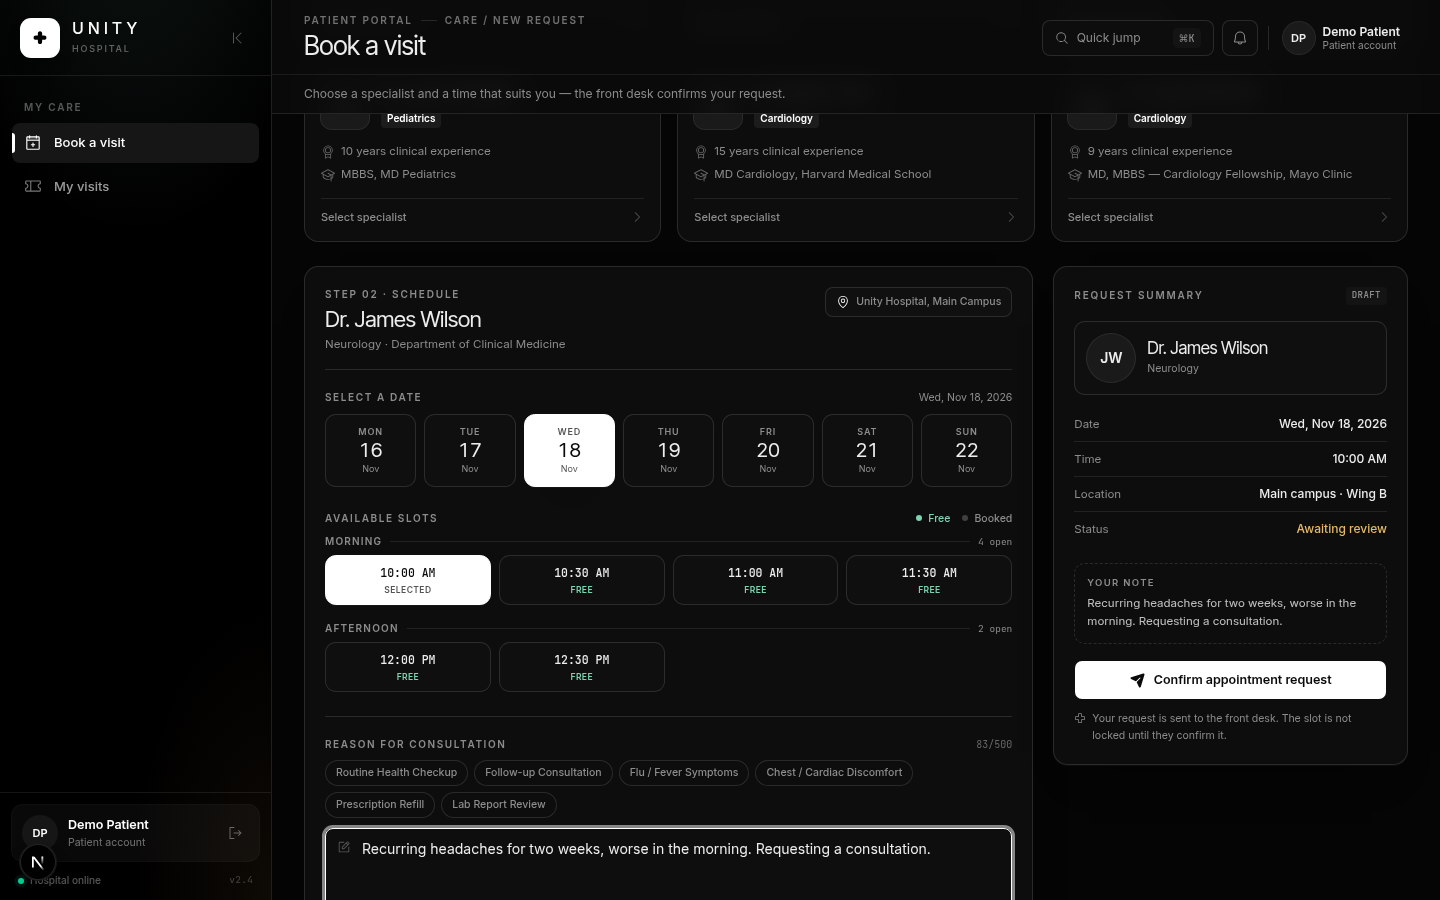 UNITY
HOSPITAL
MY CARE
Book a visit
My visits
DP
Demo Patient
Patient account
N
Hospital online
v2.4
PATIENT PORTAL — CARE / NEW REQUEST
Book a visit
Quick jump
⌘K
DP
Demo Patient
Patient account
Choose a specialist and a time that suits you — the front desk confirms your request.
Pediatrics
10 years clinical experience
MBBS, MD Pediatrics
Select specialist
Cardiology
15 years clinical experience
MD Cardiology, Harvard Medical School
Select specialist
Cardiology
9 years clinical experience
MD, MBBS — Cardiology Fellowship, Mayo Clinic
Select specialist
STEP 02 · SCHEDULE
Dr. James Wilson
Neurology · Department of Clinical Medicine
Unity Hospital, Main Campus
SELECT A DATE
Wed, Nov 18, 2026
MON
16
Nov
TUE
17
Nov
WED
18
Nov
THU
19
Nov
FRI
20
Nov
SAT
21
Nov
SUN
22
Nov
AVAILABLE SLOTS
Free
Booked
MORNING
4 open
10:00 AM
SELECTED
10:30 AM
FREE
11:00 AM
FREE
11:30 AM
FREE
AFTERNOON
2 open
12:00 PM
FREE
12:30 PM
FREE
REASON FOR CONSULTATION
83/500
Routine Health Checkup
Follow-up Consultation
Flu / Fever Symptoms
Chest / Cardiac Discomfort
Prescription Refill
Lab Report Review
Recurring headaches for two weeks, worse in the morning. Requesting a consultation.
REQUEST SUMMARY
DRAFT
JW
Dr. James Wilson
Neurology
Date
Wed, Nov 18, 2026
Time
10:00 AM
Location
Main campus · Wing B
Status
Awaiting review
YOUR NOTE
Recurring headaches for two weeks, worse in the
morning. Requesting a consultation.
Confirm appointment request
Your request is sent to the front desk. The slot is not
locked until they confirm it.